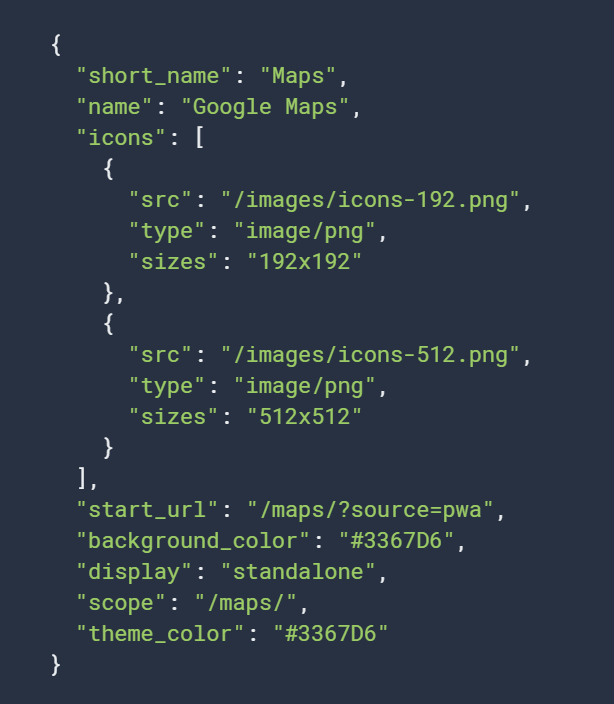 {
  "short_name": "Maps",
  "name": "Google Maps",
  "icons": [
    {
      "src": "/images/icons-192.png",
      "type": "image/png",
      "sizes": "192x192"
    },
    {
      "src": "/images/icons-512.png",
      "type": "image/png",
      "sizes": "512x512"
    }
  ],
  "start_url": "/maps/?source=pwa",
  "background_color": "#3367D6",
  "display": "standalone",
  "scope": "/maps/",
  "theme_color": "#3367D6"
}